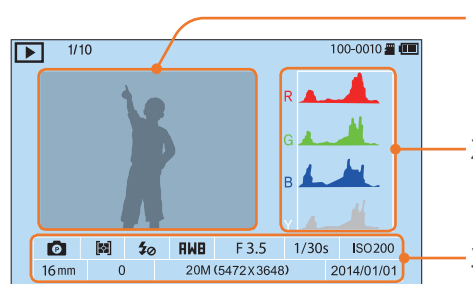 1/10
100-0010
R
G
B
Y
P
AWB
F 3.5
1/30s
ISO200
16mm
0
20M (5472X3648)
2014/01/01